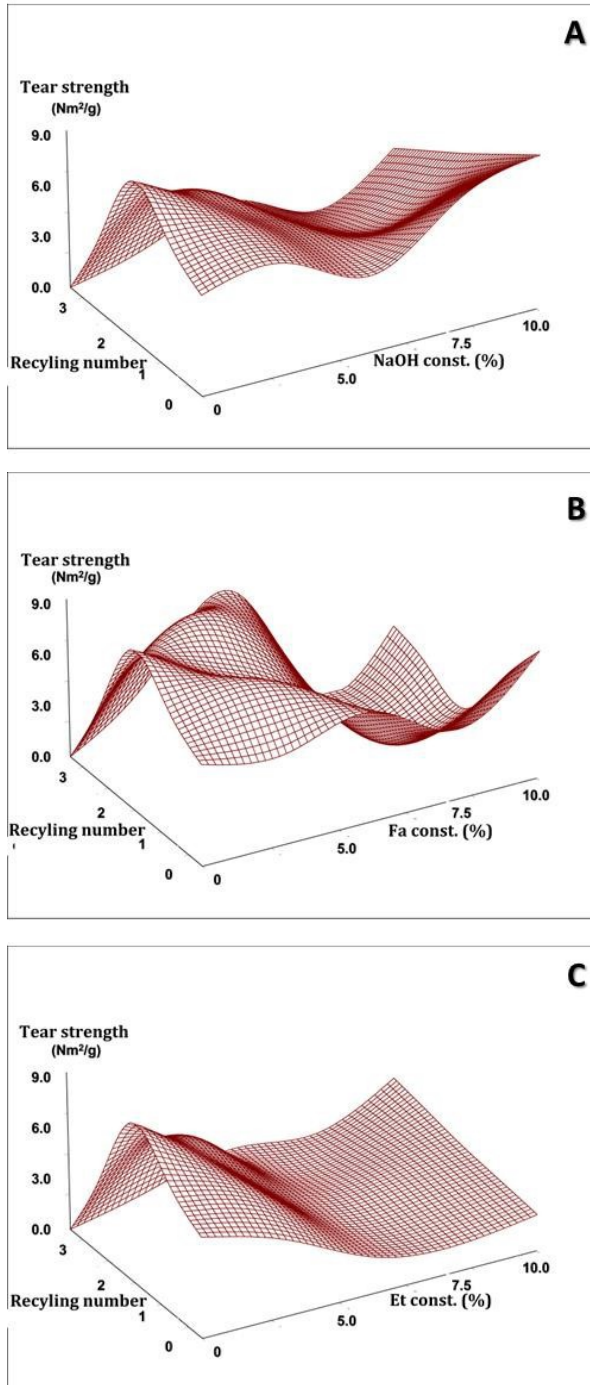 A
Tear strength
(Nm²/g)
9.0
6.0
3.0
0.0
3
2
1
0
Recyling number
0
5.0
7.5
10.0
NaOH const. (%)
B
Tear strength
(Nm²/g)
9.0
6.0
3.0
0.0
3
2
1
0
Recyling number
0
5.0
7.5
10.0
Fa const. (%)
C
Tear strength
(Nm²/g)
9.0
6.0
3.0
0.0
3
2
1
0
Recyling number
0
5.0
7.5
10.0
Et const. (%)